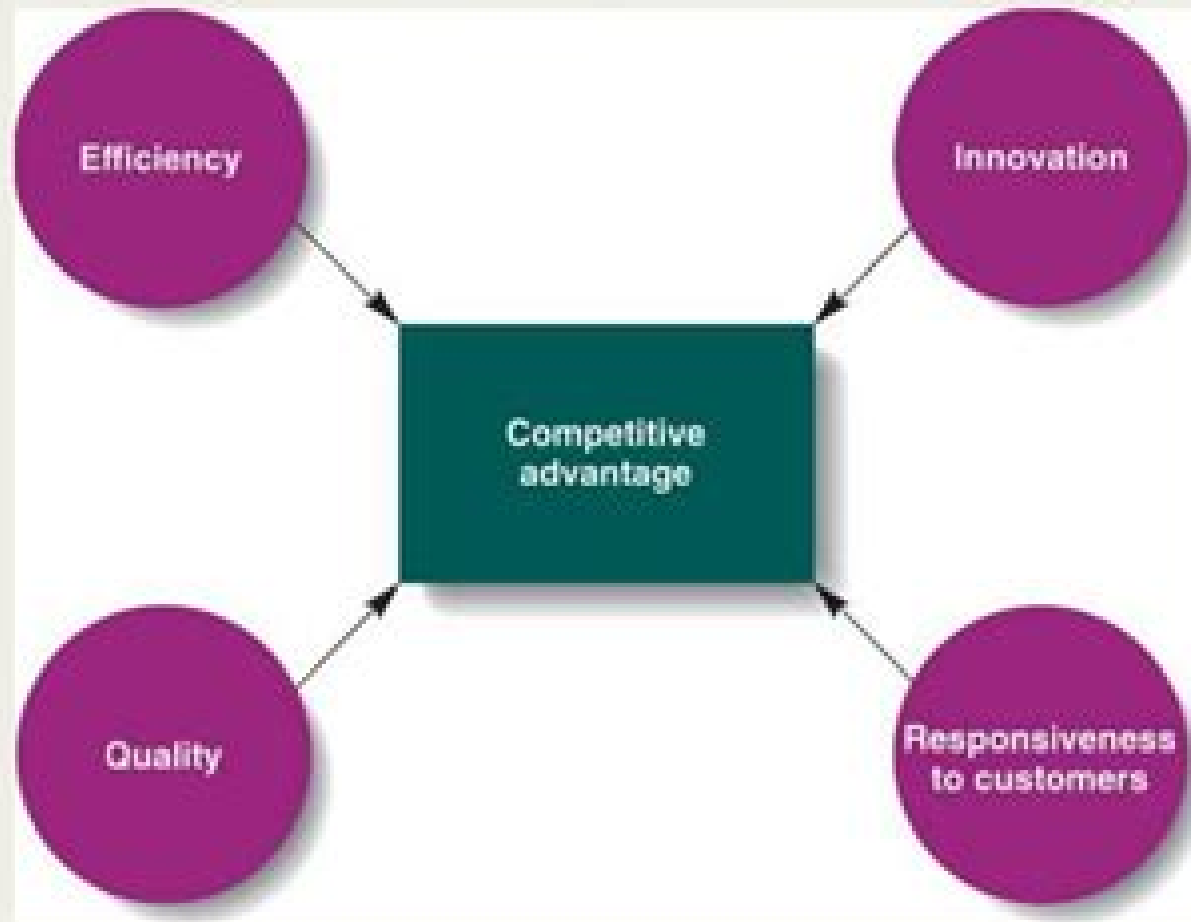 Efficiency
Innovation
Competitive
advantage
Quality
Responsiveness
to customers